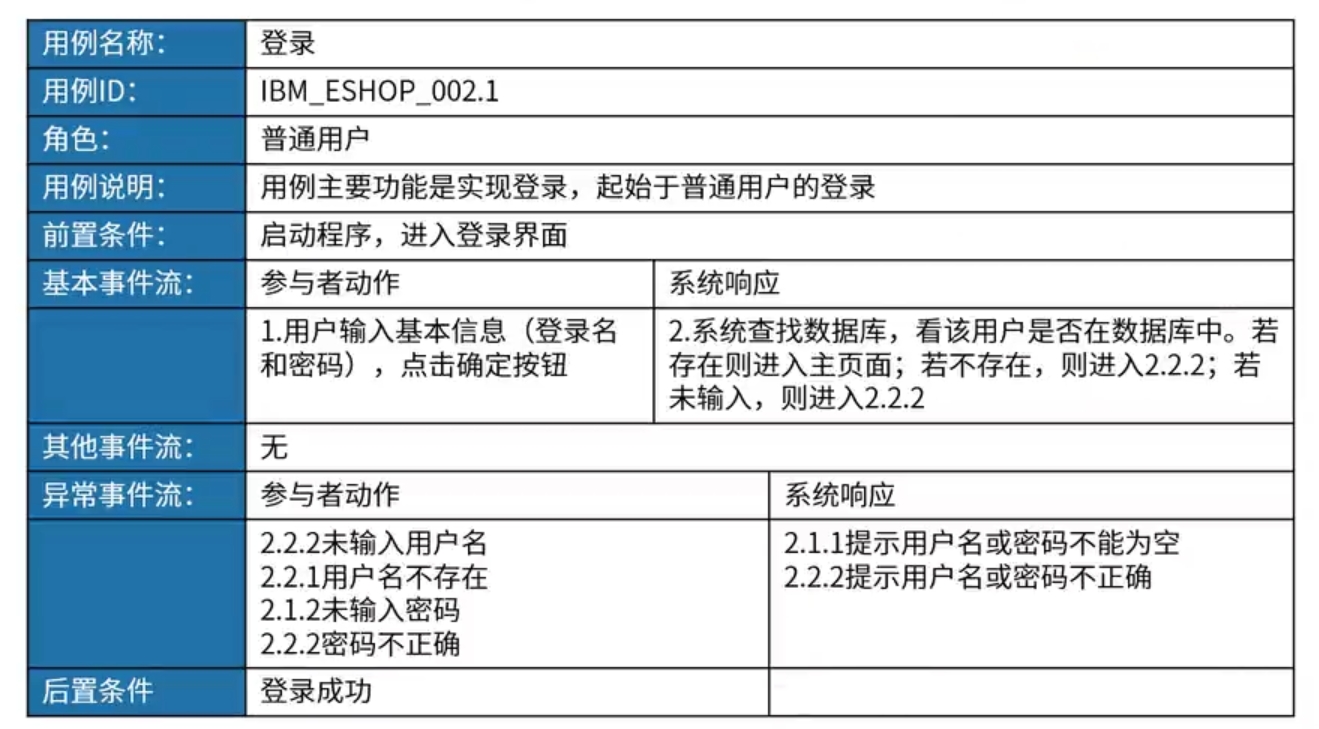 用例名称： 登录
用例ID： IBM_ESHOP_002.1
角色： 普通用户
用例说明： 用例主要功能是实现登录，起始于普通用户的登录
前置条件： 启动程序，进入登录界面
基本事件流： 参与者动作 系统响应
1.用户输入基本信息（登录名
和密码），点击确定按钮
2.系统查找数据库，看该用户是否在数据库中。若
存在则进入主页面；若不存在，则进入2.2.2；若
未输入，则进入2.2.2
其他事件流： 无
异常事件流： 参与者动作 系统响应
2.2.2未输入用户名
2.2.1用户名不存在
2.1.2未输入密码
2.2.2密码不正确
2.1.1提示用户名或密码不能为空
2.2.2提示用户名或密码不正确
后置条件 登录成功